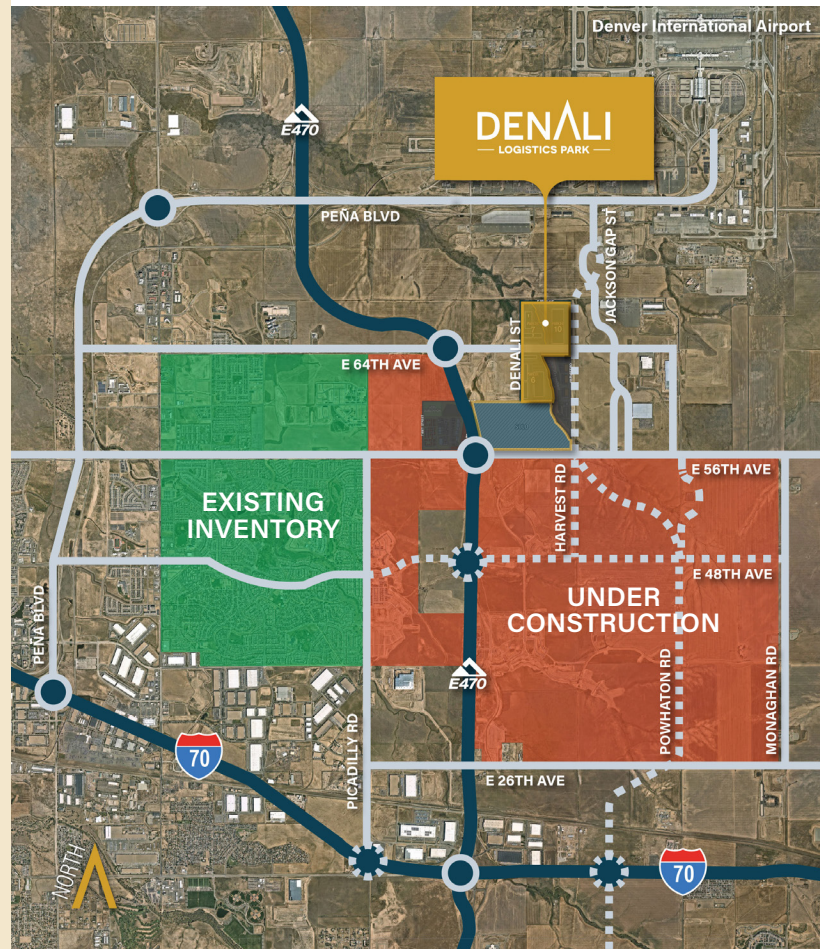 Denver International Airport
DENALI
LOGISTICS PARK
E470
PEÑA BLVD
JACKSON GAP ST
DENALI ST
E 64TH AVE
E 56TH AVE
HARVEST RD
EXISTING
INVENTORY
E 48TH AVE
UNDER
CONSTRUCTION
PEÑA BLVD
E470
POWHATON RD
MONAGHAN RD
PICADILLY RD
70
E 26TH AVE
NORTH
70